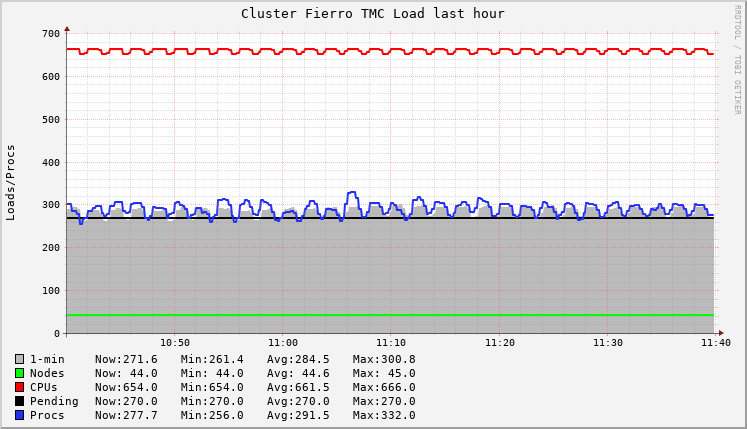 Cluster Fierro TMC Load last hour
RRDTOOL / TOBI OETIKER
Loads/Procs
700
600
500
400
300
200
100
0
10:50 11:00 11:10 11:20 11:30 11:40
1-min Now:271.6 Min:261.4 Avg:284.5 Max:300.8
Nodes Now: 44.0 Min: 44.0 Avg: 44.6 Max: 45.0
CPUs Now:654.0 Min:654.0 Avg:661.5 Max:666.0
Pending Now:270.0 Min:270.0 Avg:270.0 Max:270.0
Procs Now:277.7 Min:256.0 Avg:291.5 Max:332.0